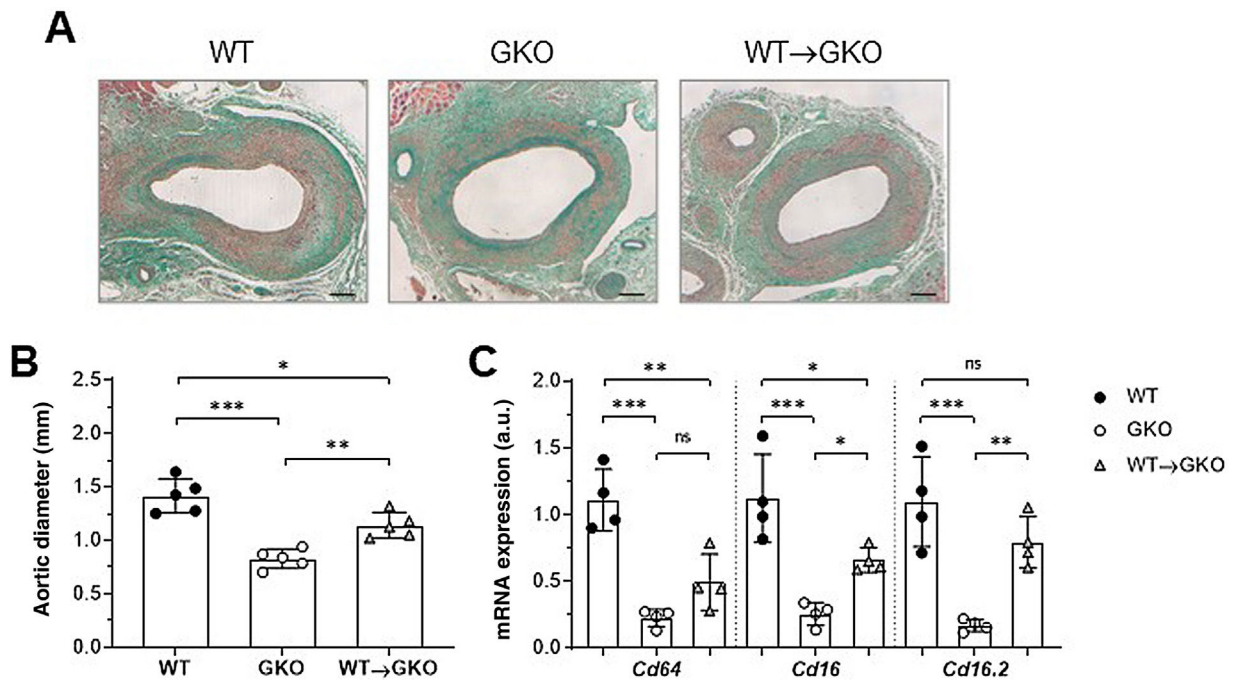 A
WT GKO WT→GKO
B
* 
*** 
**
Aortic diameter (mm)
2.5
2.0
1.5
1.0
0.5
0.0
WT GKO WT→GKO
C
** * ns
*** *** ***
ns * **
mRNA expression (a.u.)
2.0
1.5
1.0
0.5
0.0
Cd64 Cd16 Cd16.2
WT
GKO
WT→GKO